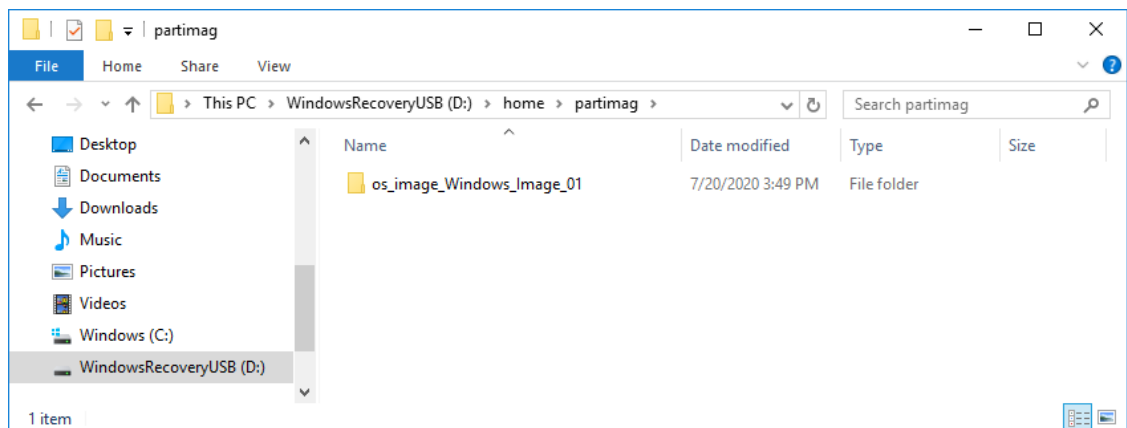 partimag
File Home Share View
This PC > WindowsRecoveryUSB (D:) > home > partimag >
Search partimag
Desktop
Documents
Downloads
Music
Pictures
Videos
Windows (C:)
WindowsRecoveryUSB (D:)
Name Date modified Type Size
os_image_Windows_Image_01 7/20/2020 3:49 PM File folder
1 item